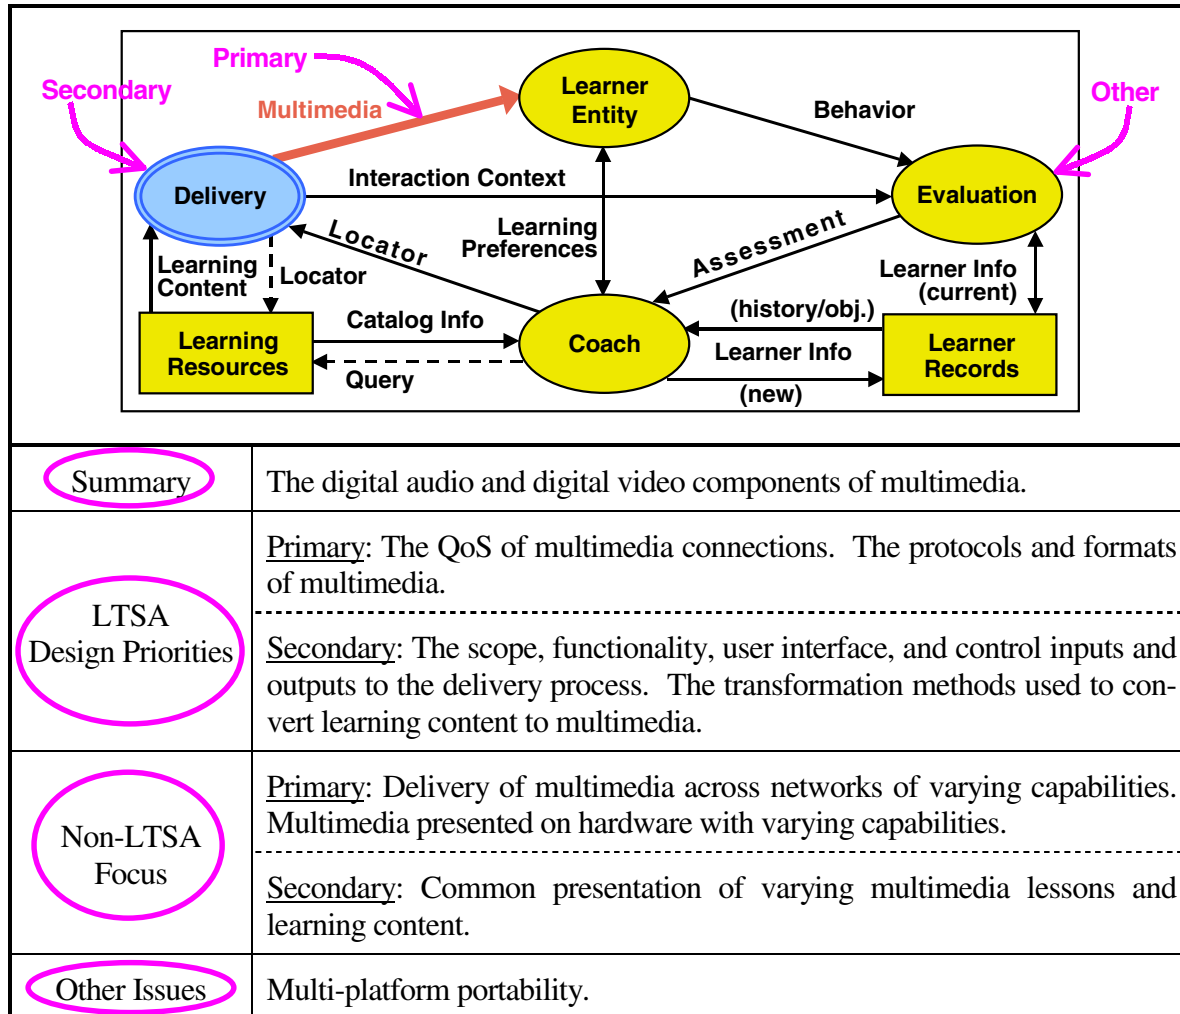 Primary
Secondary
Other
Multimedia
Learner
Entity
Behavior
Delivery
Interaction Context
Evaluation
Locator
Learning
Preferences
Assessment
Learning
Content
Locator
Learner Info
(current)
Learning
Resources
Catalog Info
Query
Coach
(history/obj.)
Learner Info
(new)
Learner
Records
Summary
The digital audio and digital video components of multimedia.
LTSA
Design Priorities
Primary: The QoS of multimedia connections. The protocols and formats
of multimedia.
Secondary: The scope, functionality, user interface, and control inputs and
outputs to the delivery process. The transformation methods used to con-
vert learning content to multimedia.
Non-LTSA
Focus
Primary: Delivery of multimedia across networks of varying capabilities.
Multimedia presented on hardware with varying capabilities.
Secondary: Common presentation of varying multimedia lessons and
learning content.
Other Issues
Multi-platform portability.